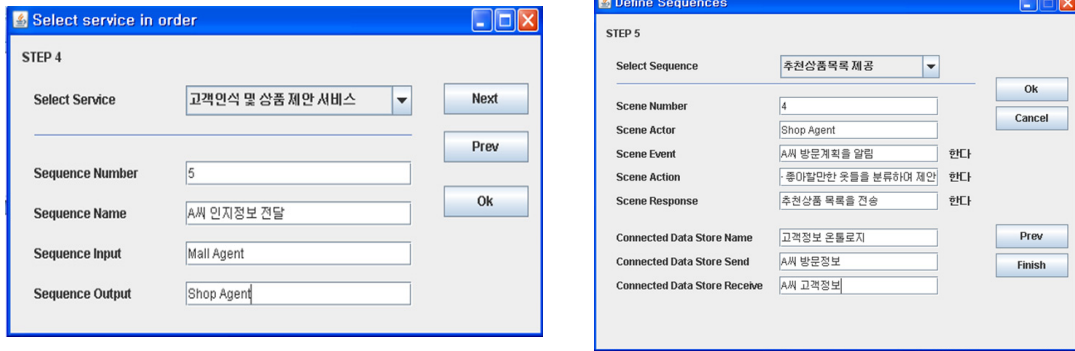 Select service in order
STEP 4
Select Service 고객인식 및 상품 제안 서비스 Next
Prev
Sequence Number 5
Ok
Sequence Name A씨 인지정보 전달
Sequence Input Mall Agent
Sequence Output Shop Agent
Define Sequences
STEP 5
Select Sequence 추천상품목록 제공
Ok
Scene Number 4
Cancel
Scene Actor Shop Agent
Scene Event A씨 방문계획을 알림 한다
Scene Action 좋아할만한 옷들을 분류하여 제안 한다
Scene Response 추천상품 목록을 전송 한다
Connected Data Store Name 고객정보 온톨로지 Prev
Connected Data Store Send A씨 방문정보
Finish
Connected Data Store Receive A씨 고객정보